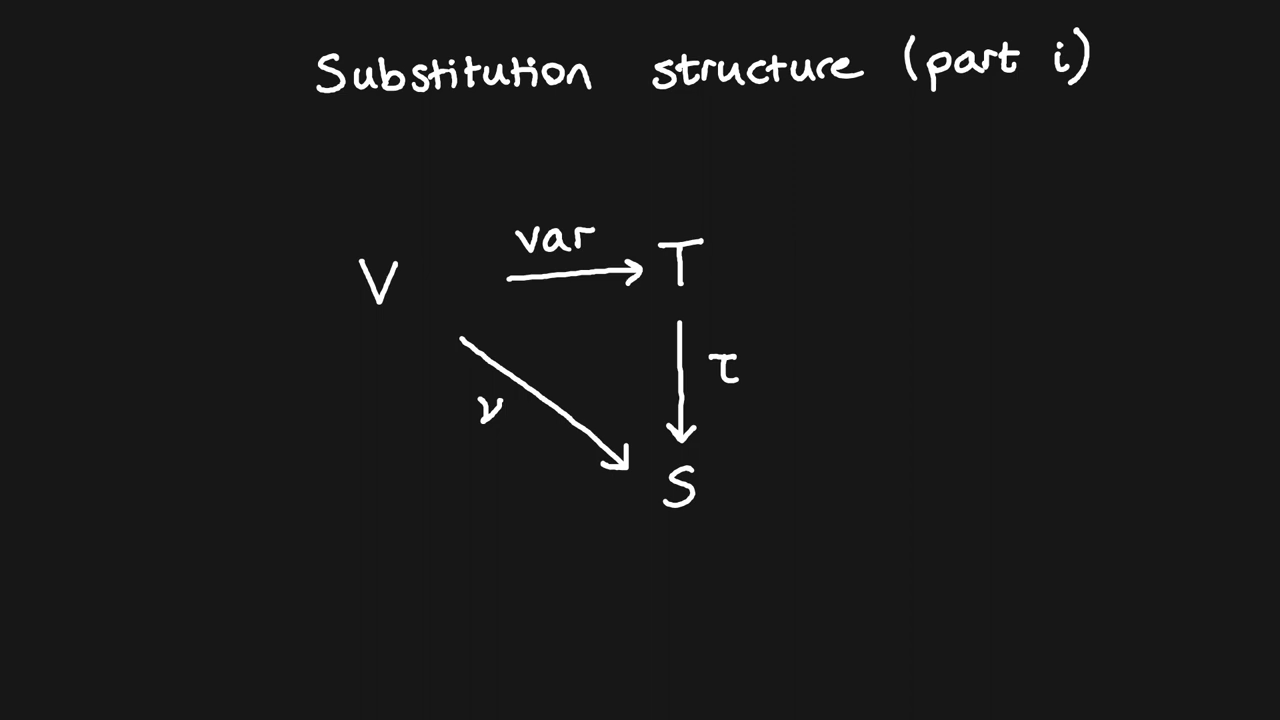 Substitution structure (part i)
var
V T
τ
ν
S